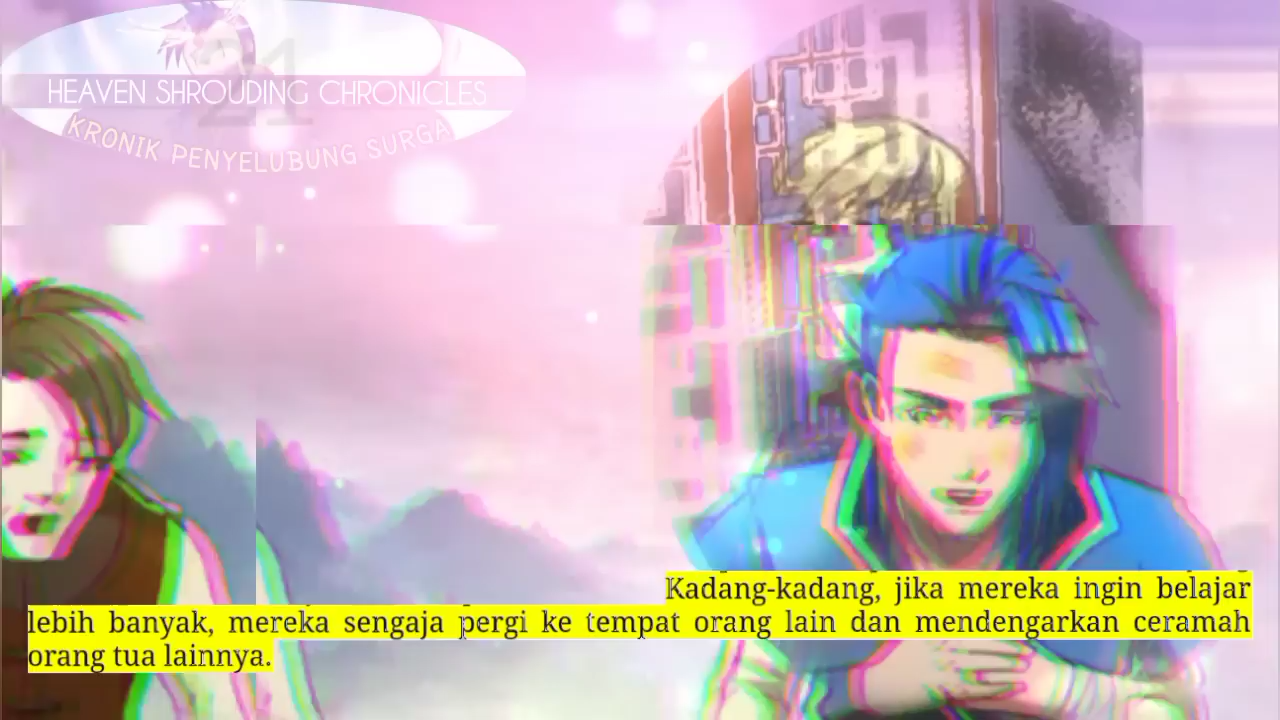 21
HEAVEN SHROUDING CHRONICLES
KRONIK PENYELUBUNG SURGA
Kadang-kadang, jika mereka ingin belajar
lebih banyak, mereka sengaja pergi ke tempat orang lain dan mendengarkan ceramah
orang tua lainnya.